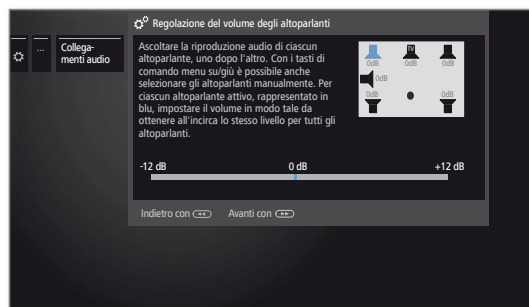 Regolazione del volume degli altoparlanti
...
Collega-
menti audio
Ascoltare la riproduzione audio di ciascun
altoparlante, uno dopo l'altro. Con i tasti di
comando menu su/giù è possibile anche
selezionare gli altoparlanti manualmente. Per
ciascun altoparlante attivo, rappresentato in
blu, impostare il volume in modo tale da
ottenere all'incirca lo stesso livello per tutti gli
altoparlanti.
TV
0dB 0dB 0dB
0dB
0dB 0dB
-12 dB 0 dB +12 dB
Indietro con Avanti con